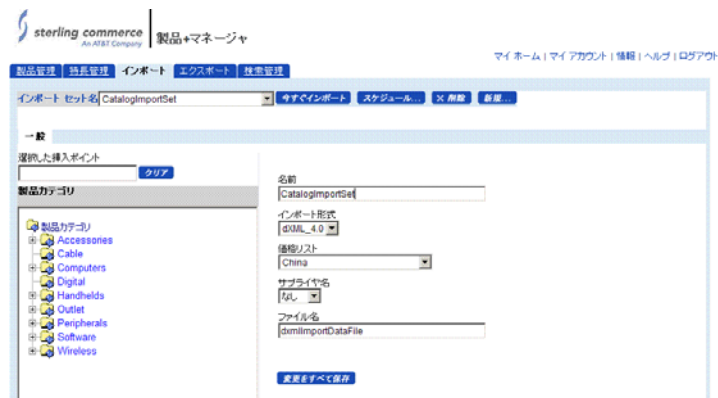 sterling commerce
An AT&T Company
製品+マネージャ
マイ ホーム | マイ アカウント | 情報 | ヘルプ | ログアウト
製品管理 特長管理 インポート エクスポート 検索管理
インポート セット名 CatalogImportSet 今すぐインポート スケジュール... × 削除 新規...
一般
選択した挿入ポイント
クリア
製品カテゴリ
製品カテゴリ
Accessories
Cable
Computers
Digital
Handhelds
Outlet
Peripherals
Software
Wireless
名前
CatalogImportSet
インポート形式
dXML_4.0
価格リスト
China
サプライヤ名
なし
ファイル名
dxmlImportDataFile
変更をすべて保存